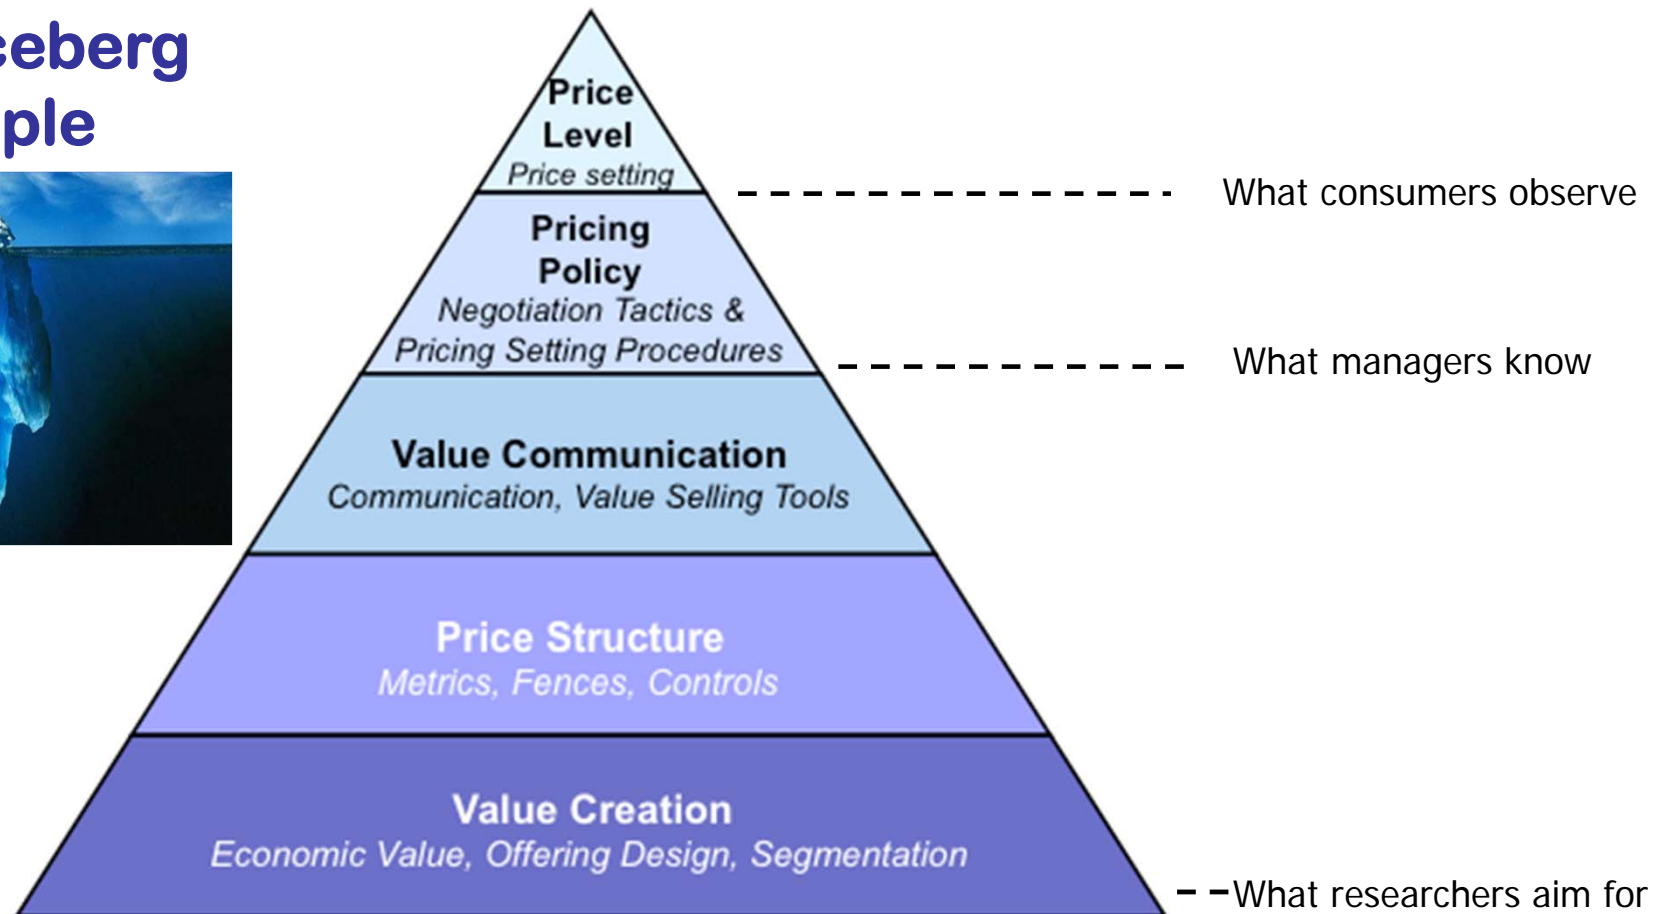 ceberg
ple
Price
Level
Price setting
What consumers observe
Pricing
Policy
Negotiation Tactics &
Pricing Setting Procedures
What managers know
Value Communication
Communication, Value Selling Tools
Price Structure
Metrics, Fences, Controls
Value Creation
Economic Value, Offering Design, Segmentation
What researchers aim for